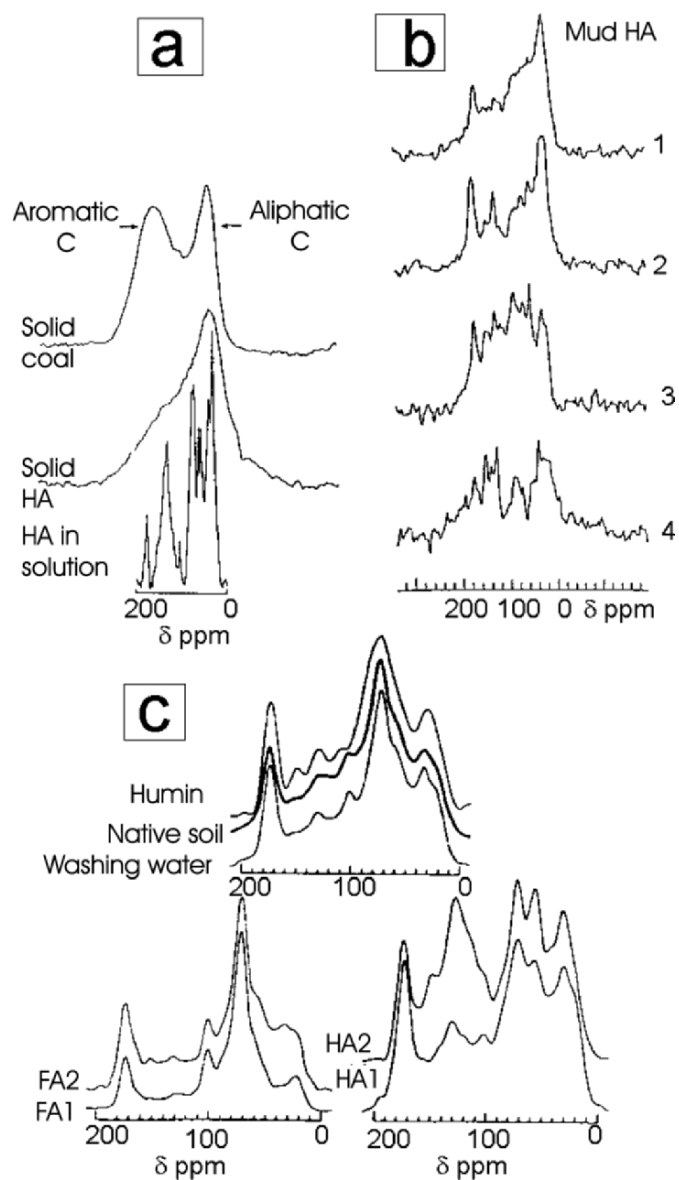 a
b
Mud HA
1
2
3
4
200 100 0 δ ppm
Aromatic
C
Aliphatic
C
Solid
coal
Solid
HA
HA in
solution
200 0
δ ppm
c
Humin
Native soil
Washing water
200 100 0
FA2
FA1
200 100 0
δ ppm
HA2
HA1
200 100 0
δ ppm